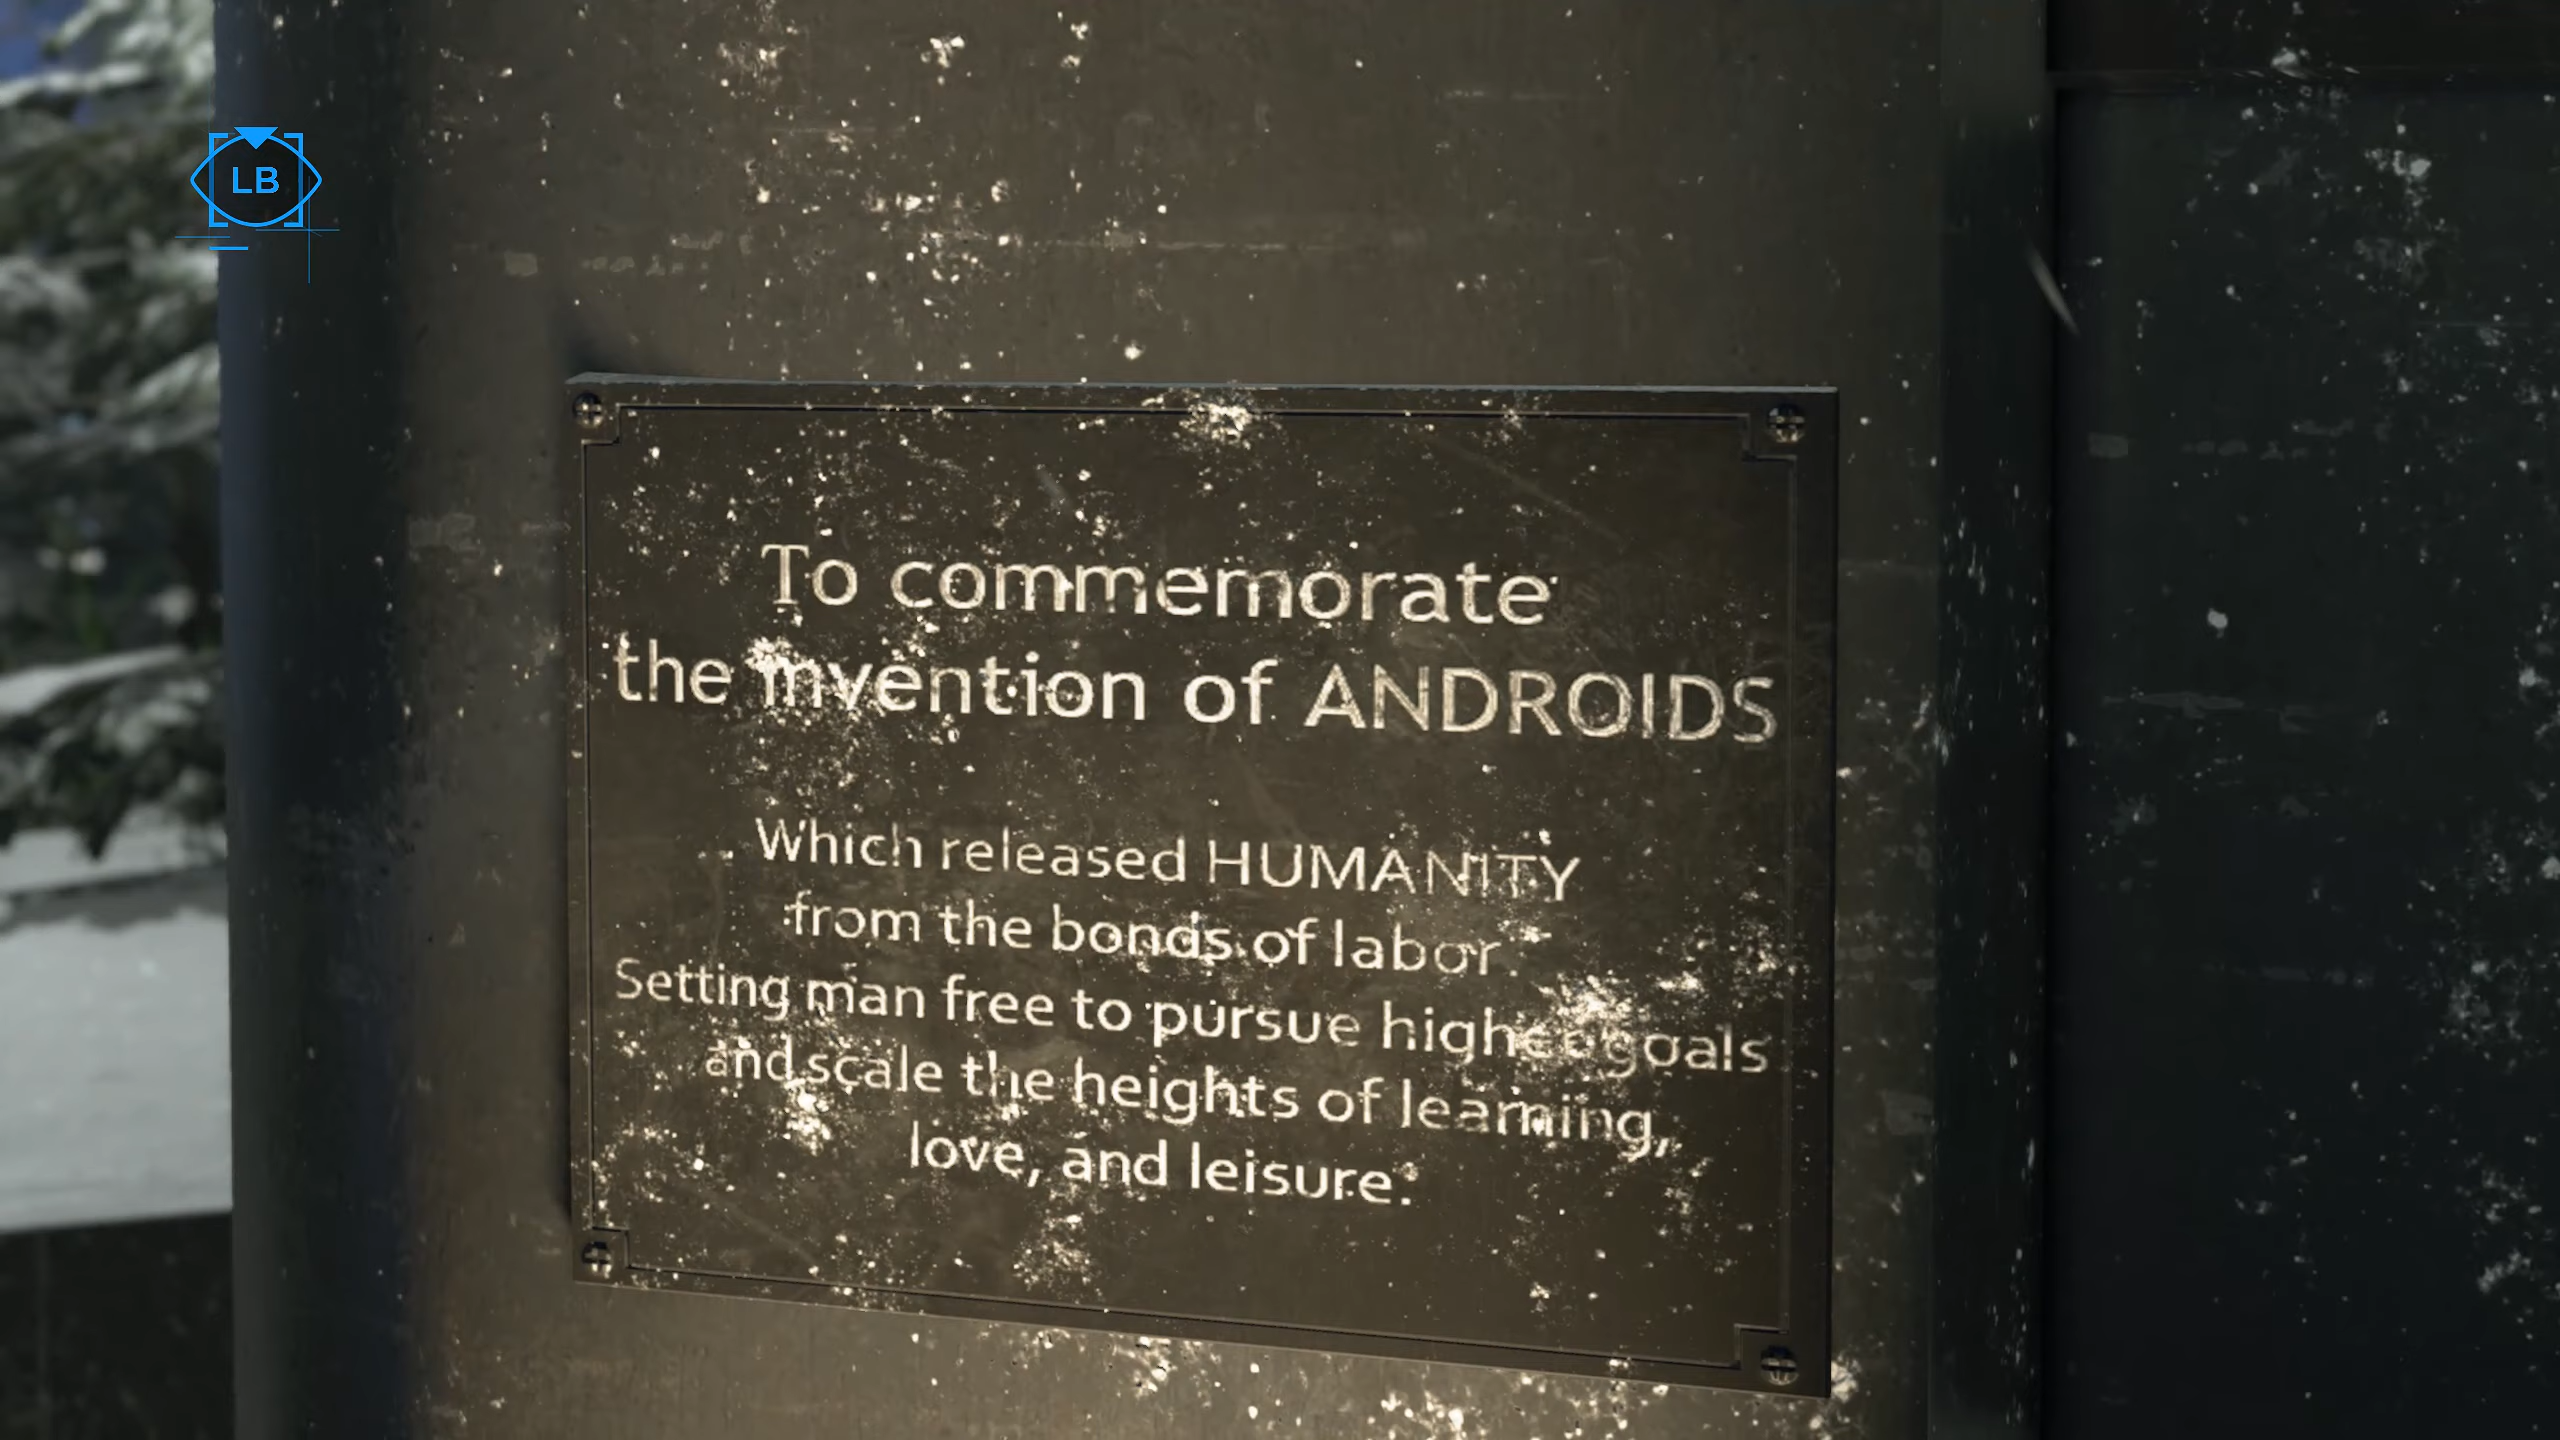 LB
To commemorate
the invention of ANDROIDS
Which released HUMANITY
from the bonds of labor.
Setting man free to pursue higher goals
and scale the heights of learning,
love, and leisure.